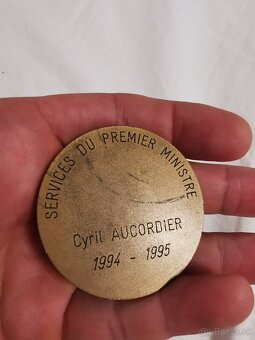 SERVICES DU PREMIER MINISTRE
Cyril AUCORDIER
1994 - 1995